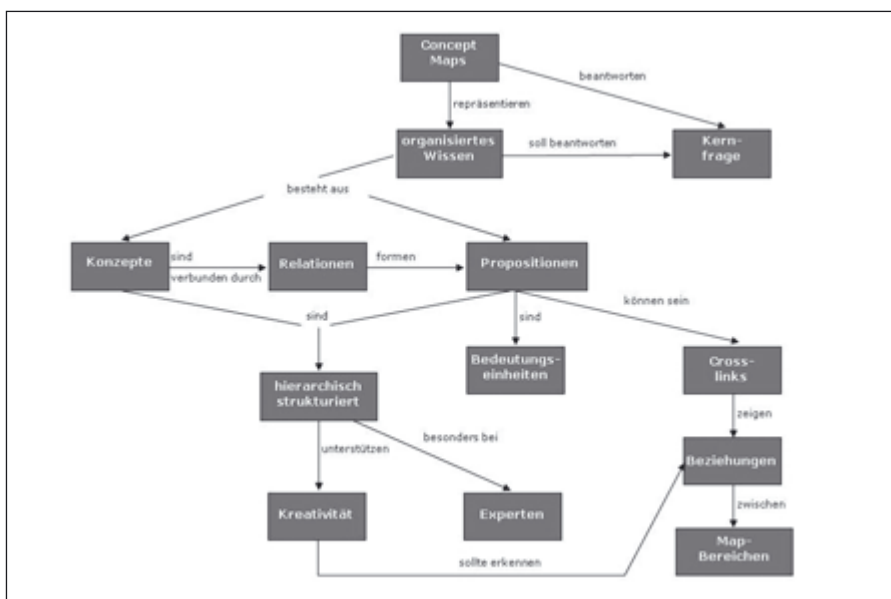 Concept
Maps
beantworten
repräsentieren
organisiertes
Wissen
soll beantworten
Kern-
frage
besteht aus
Konzepte
sind
verbunden durch
Relationen
formen
Propositionen
sind
sind
können sein
hierarchisch
strukturiert
Bedeutungs-
einheiten
Cross-
links
unterstützen
besonders bei
zeigen
Beziehungen
Kreativität
Experten
zwischen
sollte erkennen
Map-
Bereichen